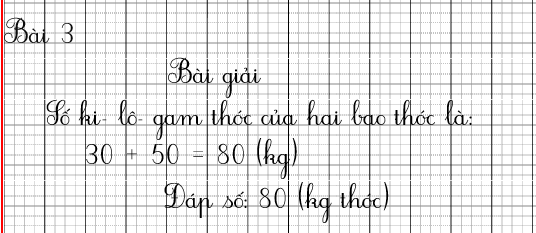 Bài 3
Bài giải
Số ki- lô- gam thóc của hai bao thóc là:
30 + 50 = 80 (kg)
Đáp số: 80 (kg thóc)